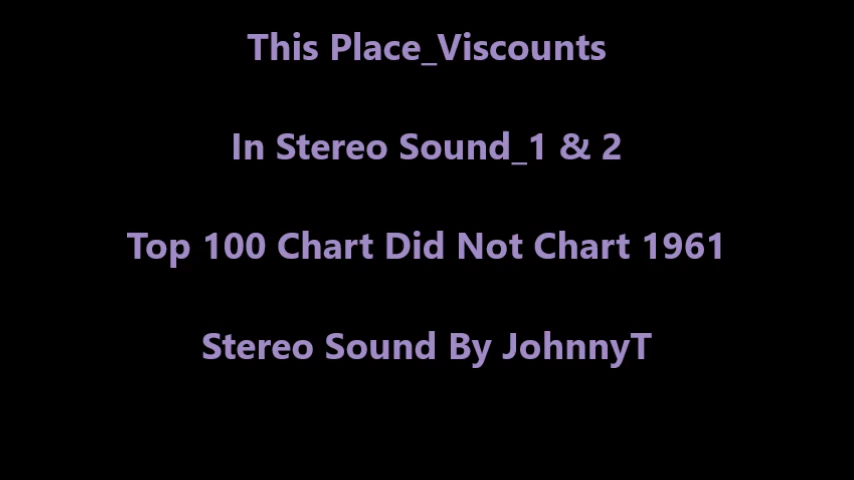 This Place_Viscounts
In Stereo Sound_1 & 2
Top 100 Chart Did Not Chart 1961
Stereo Sound By JohnnyT